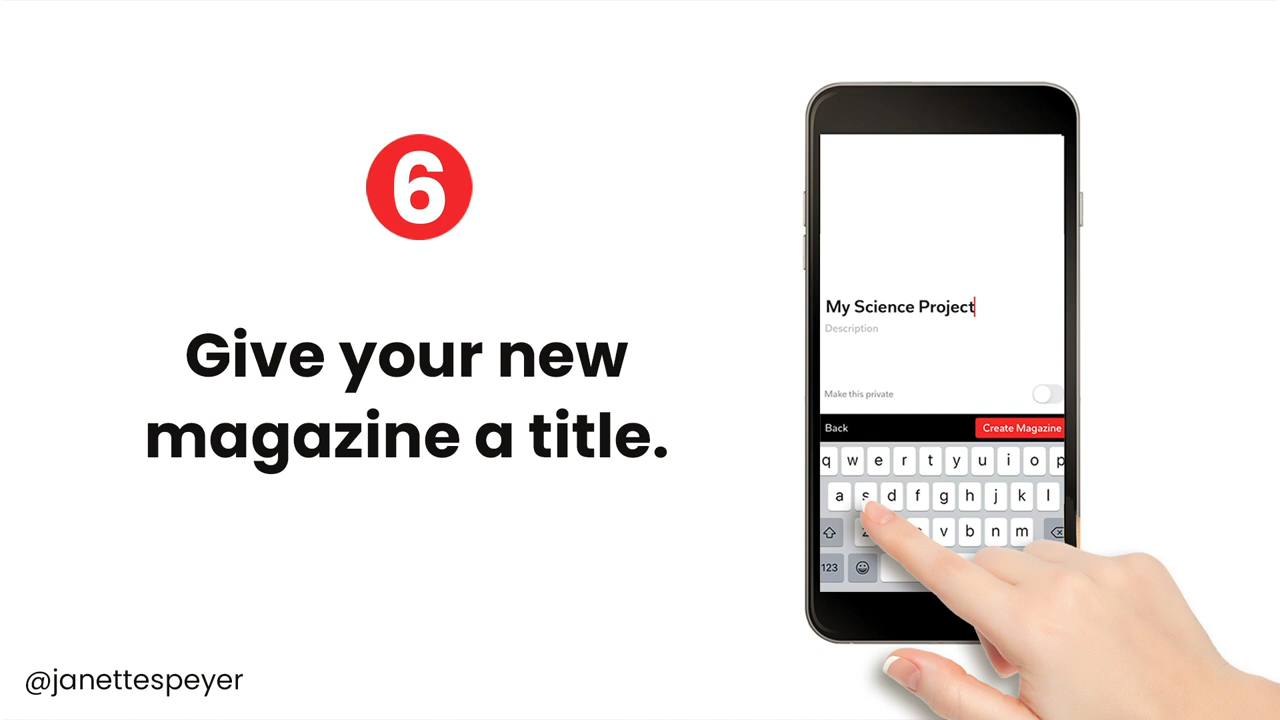 6
Give your new
magazine a title.
My Science Project
Description
Make this private
Back
Create Magazine
q w e r t y u i o p
a s d f g h j k l
z v b n m
123
@janettespeyer